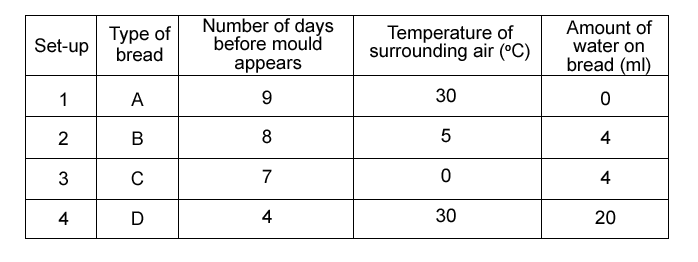 Set-up Type of bread Number of days before mould appears Temperature of surrounding air (°C) Amount of water on bread (ml)
1 A 9 30 0
2 B 8 5 4
3 C 7 0 4
4 D 4 30 20